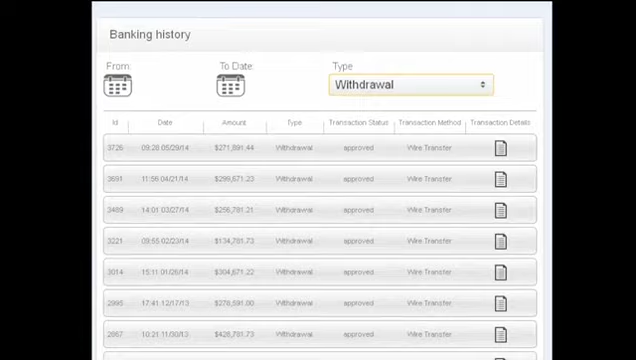 Banking history
From: To Date: Type
Withdrawal
Id Date Amount Type Transaction Status Transaction Method Transaction Details
3726 09:28 05/29/14 $271,891.44 Withdrawal approved Wire Transfer
3691 11:56 04/21/14 $299,671.23 Withdrawal approved Wire Transfer
3489 14:01 03/27/14 $256,781.21 Withdrawal approved Wire Transfer
3221 09:55 02/23/14 $134,781.73 Withdrawal approved Wire Transfer
3014 15:11 01/26/14 $304,671.22 Withdrawal approved Wire Transfer
2995 17:41 12/17/13 $278,591.00 Withdrawal approved Wire Transfer
2867 10:21 11/30/13 $426,781.73 Withdrawal approved Wire Transfer